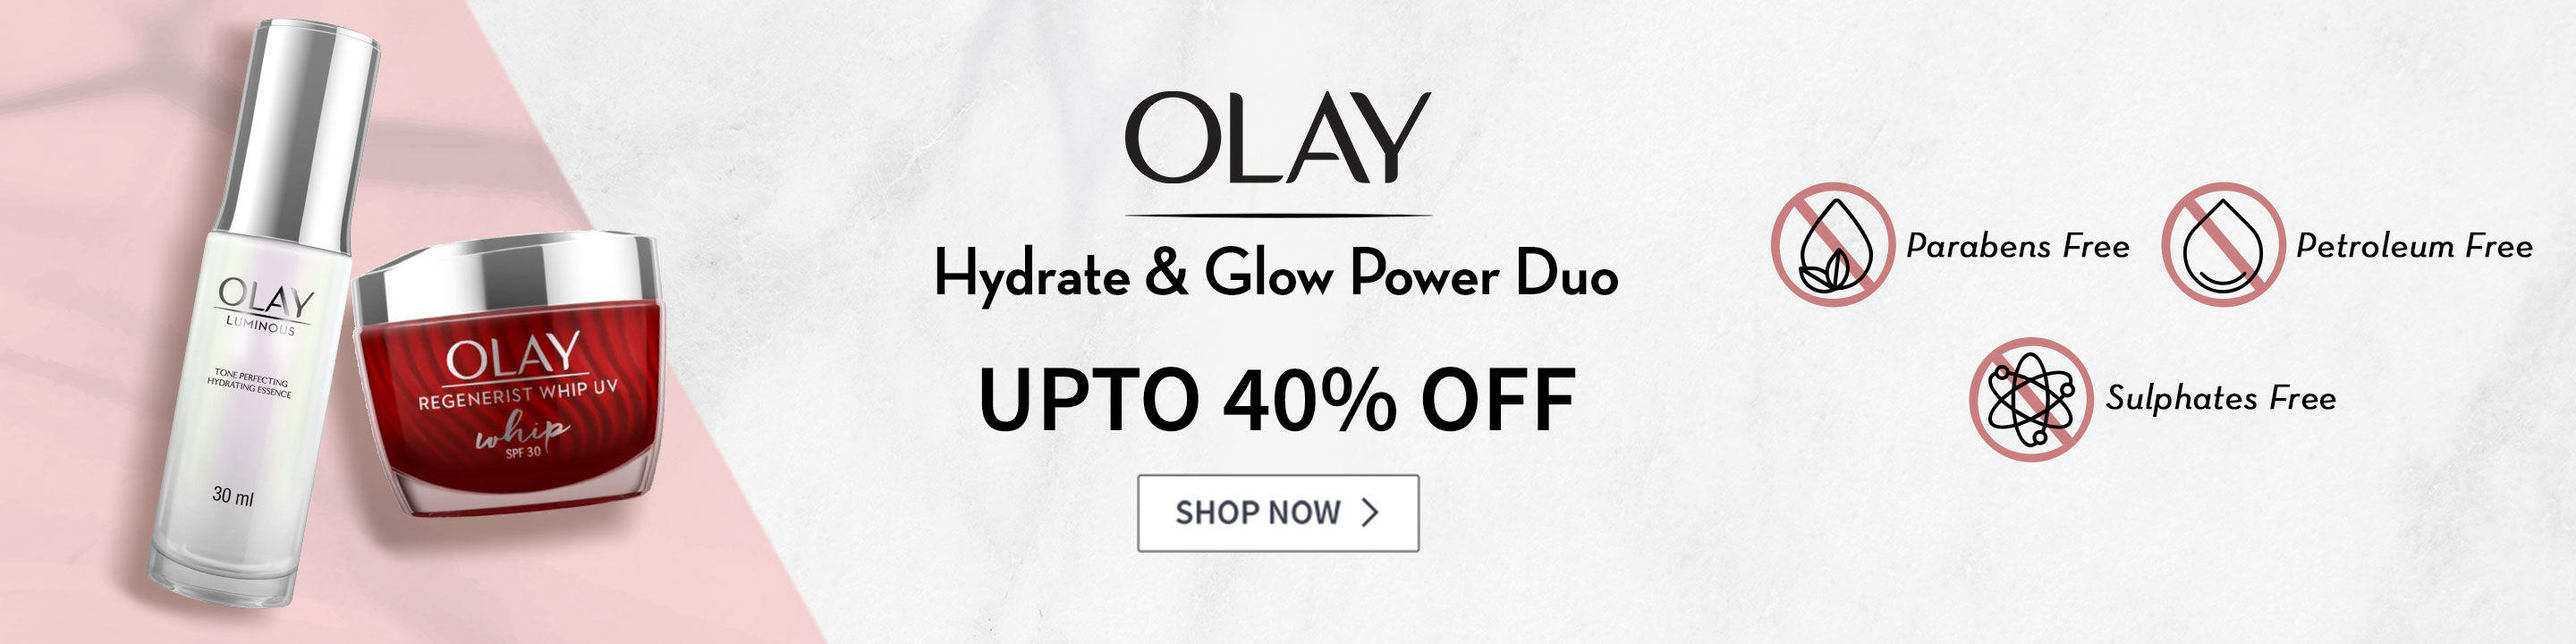 OLAY
LUMINOUS
TONE PERFECTING
HYDRATING ESSENCE
30 ml
OLAY
REGENERIST WHIP UV
whip
SPF 30
OLAY
Hydrate & Glow Power Duo
UPTO 40% OFF
SHOP NOW
Parabens Free
Petroleum Free
Sulphates Free